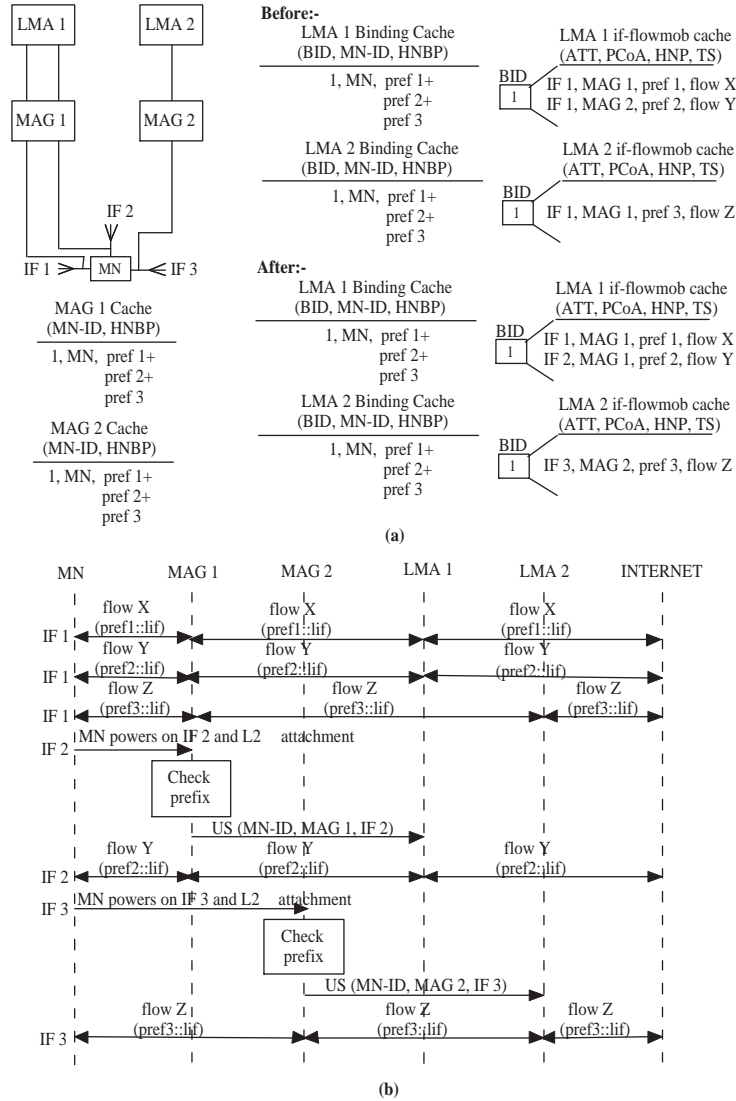 LMA 1
LMA 2
MAG 1
MAG 2
IF 2
IF 1
MN
IF 3
MAG 1 Cache
(MN-ID, HNBP)
1, MN, pref 1+
pref 2+
pref 3
MAG 2 Cache
(MN-ID, HNBP)
1, MN, pref 1+
pref 2+
pref 3
Before:-
LMA 1 Binding Cache
(BID, MN-ID, HNBP)
1, MN, pref 1+
pref 2+
pref 3
LMA 1 if-flowmob cache
(ATT, PCoA, HNP, TS)
BID
1
IF 1, MAG 1, pref 1, flow X
IF 1, MAG 2, pref 2, flow Y
LMA 2 Binding Cache
(BID, MN-ID, HNBP)
1, MN, pref 1+
pref 2+
pref 3
LMA 2 if-flowmob cache
(ATT, PCoA, HNP, TS)
BID
1
IF 1, MAG 1, pref 3, flow Z
After:-
LMA 1 Binding Cache
(BID, MN-ID, HNBP)
1, MN, pref 1+
pref 2+
pref 3
LMA 1 if-flowmob cache
(ATT, PCoA, HNP, TS)
BID
1
IF 1, MAG 1, pref 1, flow X
IF 2, MAG 1, pref 2, flow Y
LMA 2 Binding Cache
(BID, MN-ID, HNBP)
1, MN, pref 1+
pref 2+
pref 3
LMA 2 if-flowmob cache
(ATT, PCoA, HNP, TS)
BID
1
IF 3, MAG 2, pref 3, flow Z
(a)
MN MAG 1 MAG 2 LMA 1 LMA 2 INTERNET
flow X flow X flow X
IF 1 (pref1::lif) (pref1::lif) (pref1::lif)
flow Y flow Y flow Y
IF 1 (pref2::lif) (pref2::lif) (pref2::lif)
flow Z flow Z flow Z
IF 1 (pref3::lif) (pref3::lif) (pref3::lif)
IF 2 MN powers on IF 2 and L2 attachment
Check
prefix
US (MN-ID, MAG 1, IF 2)
flow Y flow Y flow Y
IF 2 (pref2::lif) (pref2::lif) (pref2::lif)
IF 3 MN powers on IF 3 and L2 attachment
Check
prefix
US (MN-ID, MAG 2, IF 3)
flow Z flow Z flow Z
IF 3 (pref3::lif) (pref3::lif) (pref3::lif)
(b)